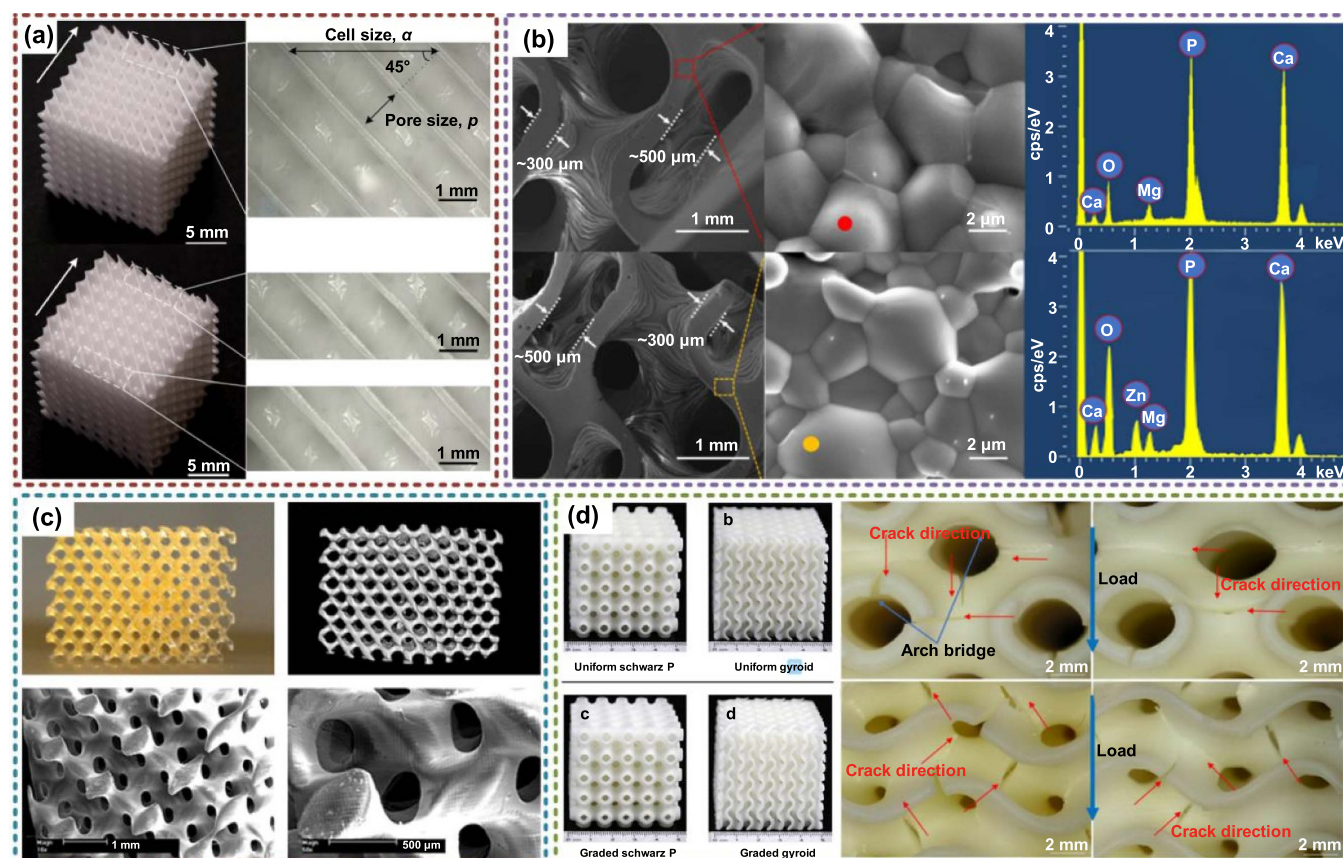 (a)
Cell size, α
45°
Pore size, p
1 mm
5 mm
1 mm
1 mm
5 mm
(b)
~300 µm
~500 µm
1 mm
2 µm
cps/eV
4
3
2
1
0
P
Ca
O
Ca
Mg
0
1
2
3
4
keV
~500 µm
~300 µm
1 mm
2 µm
cps/eV
4
3
2
1
0
P
Ca
O
Ca
Zn
Mg
0
1
2
3
4
keV
(c)
Magn
1 mm
Magn
500 µm
(d)
Uniform schwarz P
b
Uniform gyroid
c
Graded schwarz P
d
Graded gyroid
Crack direction
Arch bridge
2 mm
Load
Crack direction
2 mm
Crack direction
2 mm
Load
Crack direction
2 mm